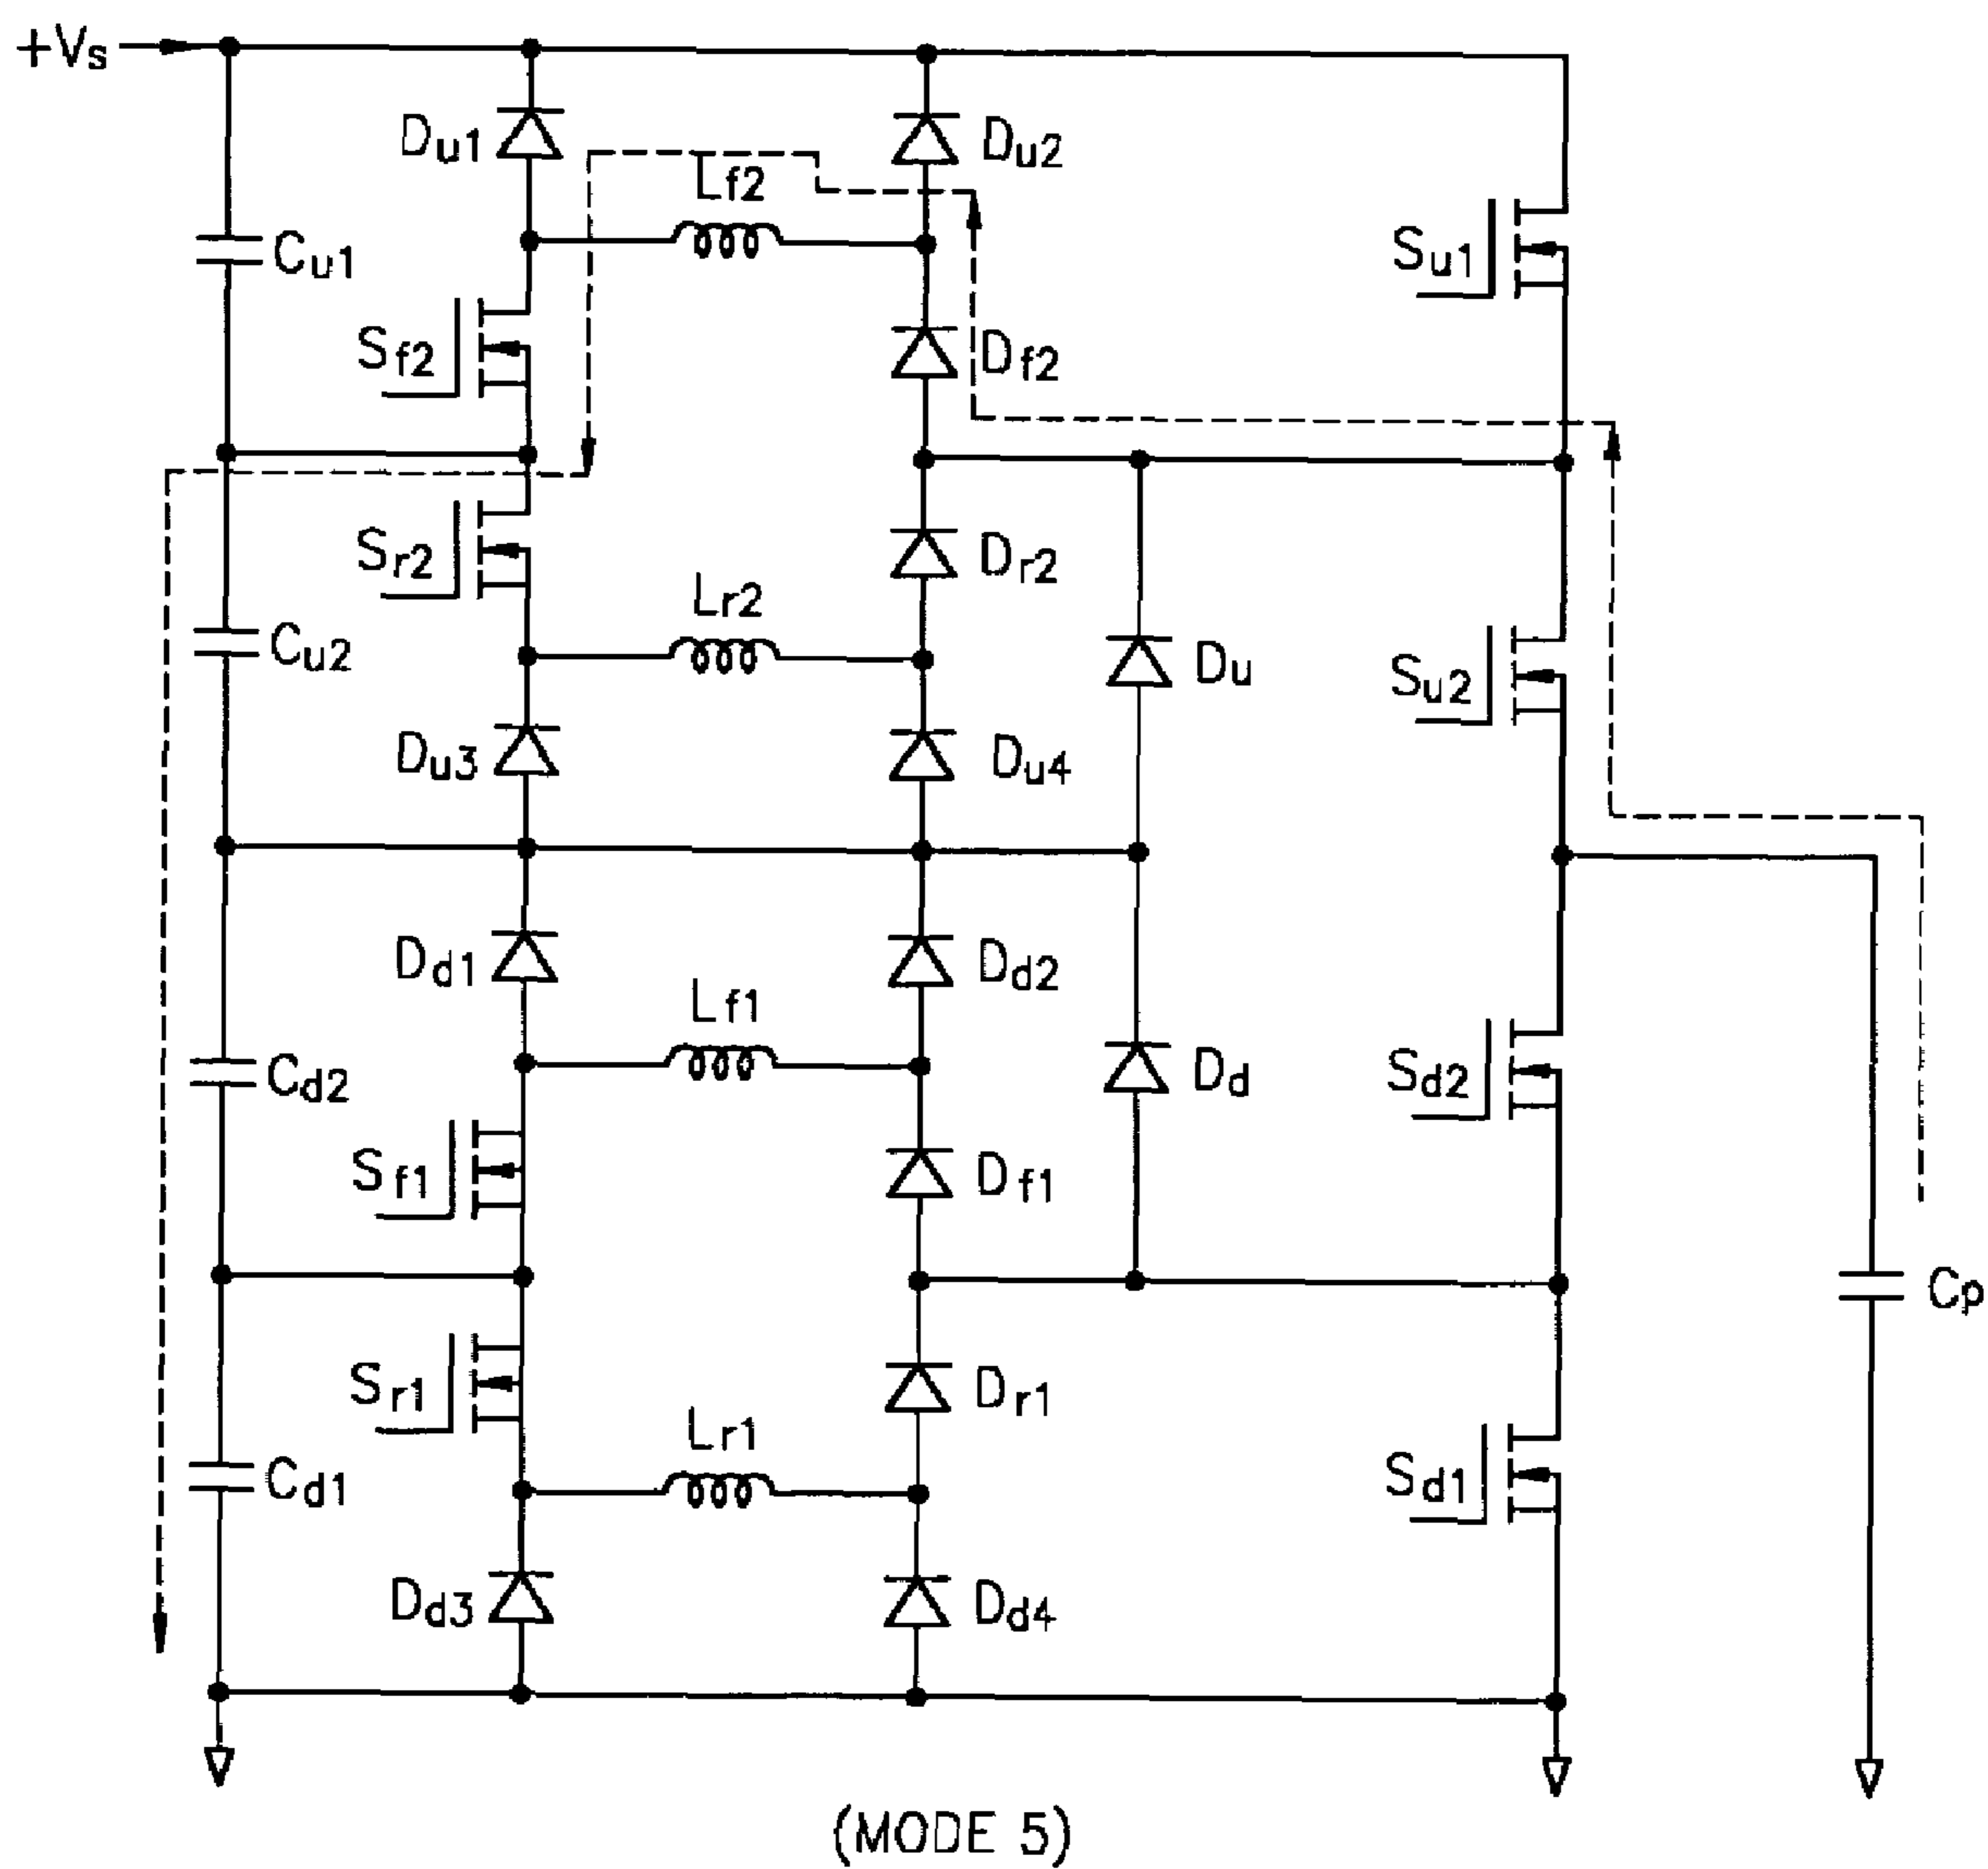 +Vs
Du1
Lf2
Du2
Cu1
Su1
Sf2
Df2
Sr2
Dr2
Lr2
Cu2
Du
Su2
Du3
Du4
Dd1
Dd2
Lf1
Cd2
Dd
Sd2
Sf1
Df1
Cp
Sr1
Dr1
Lr1
Cd1
Sd1
Dd3
Dd4
(MODE 5)